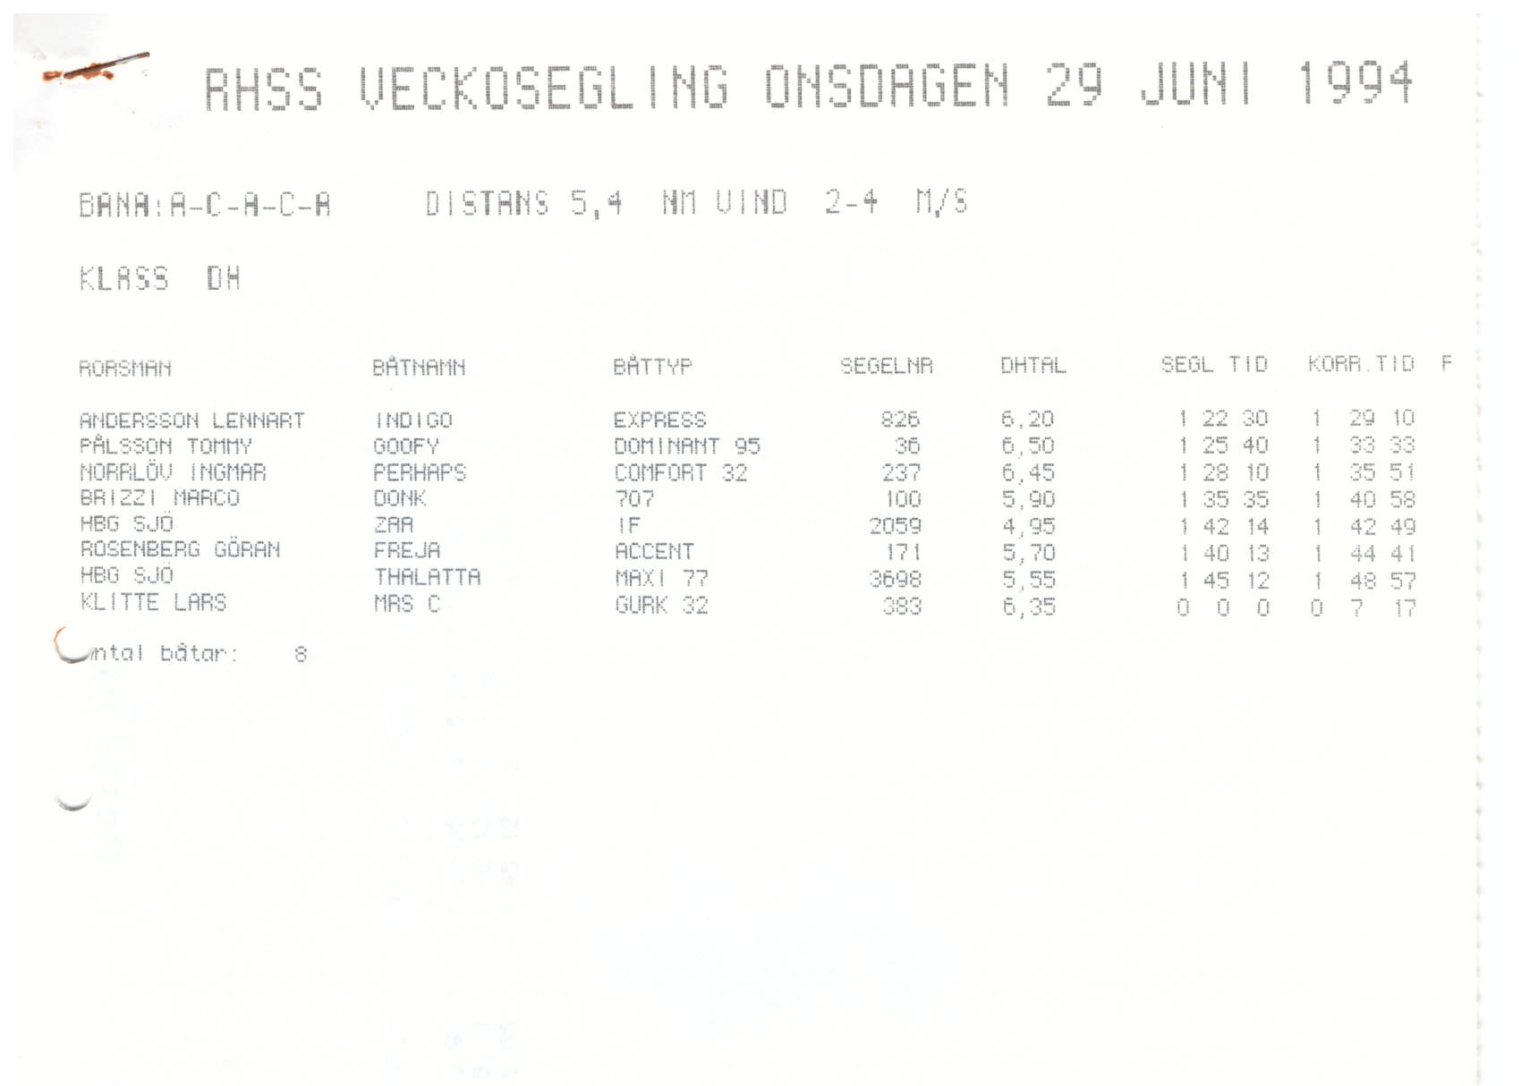 RHSS VECKOSEGLING ONSDAGEN 29 JUNI 1994
BANA:A-C-A-C-A DISTANS 5,4 NM VIND 2-4 M/S
KLASS DH
RORSMAN BÅTNAMN BÅTTYP SEGELNR DHTAL SEGL TID KORR.TID F
ANDERSSON LENNART INDIGO EXPRESS 826 6,20 1 22 30 1 29 10
PÅLSSON TOMMY GOOFY DOMINANT 95 36 6,50 1 25 40 1 33 33
NORRLÖV INGMAR PERHAPS COMFORT 32 237 6,45 1 28 10 1 35 51
BRIZZI MARCO DONK 707 100 5,90 1 35 35 1 40 58
HBG SJÖ ZAA IF 2059 4,95 1 42 14 1 42 49
ROSENBERG GÖRAN FREJA ACCENT 171 5,70 1 40 13 1 44 41
HBG SJÖ THALATTA MAXI 77 3698 5,55 1 45 12 1 48 57
KLITTE LARS MRS C GURK 32 383 6,35 0 0 0 0 7 17
ntal båtar: 8